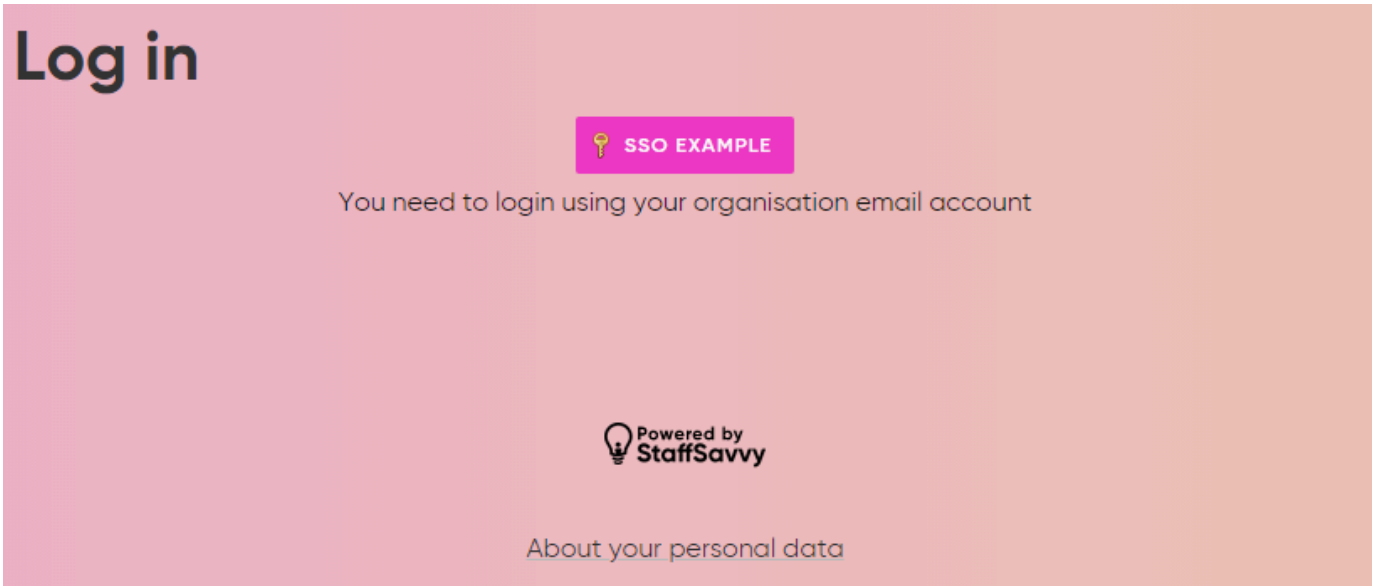 Log in
SSO EXAMPLE
You need to login using your organisation email account
Powered by
StaffSavvy
About your personal data